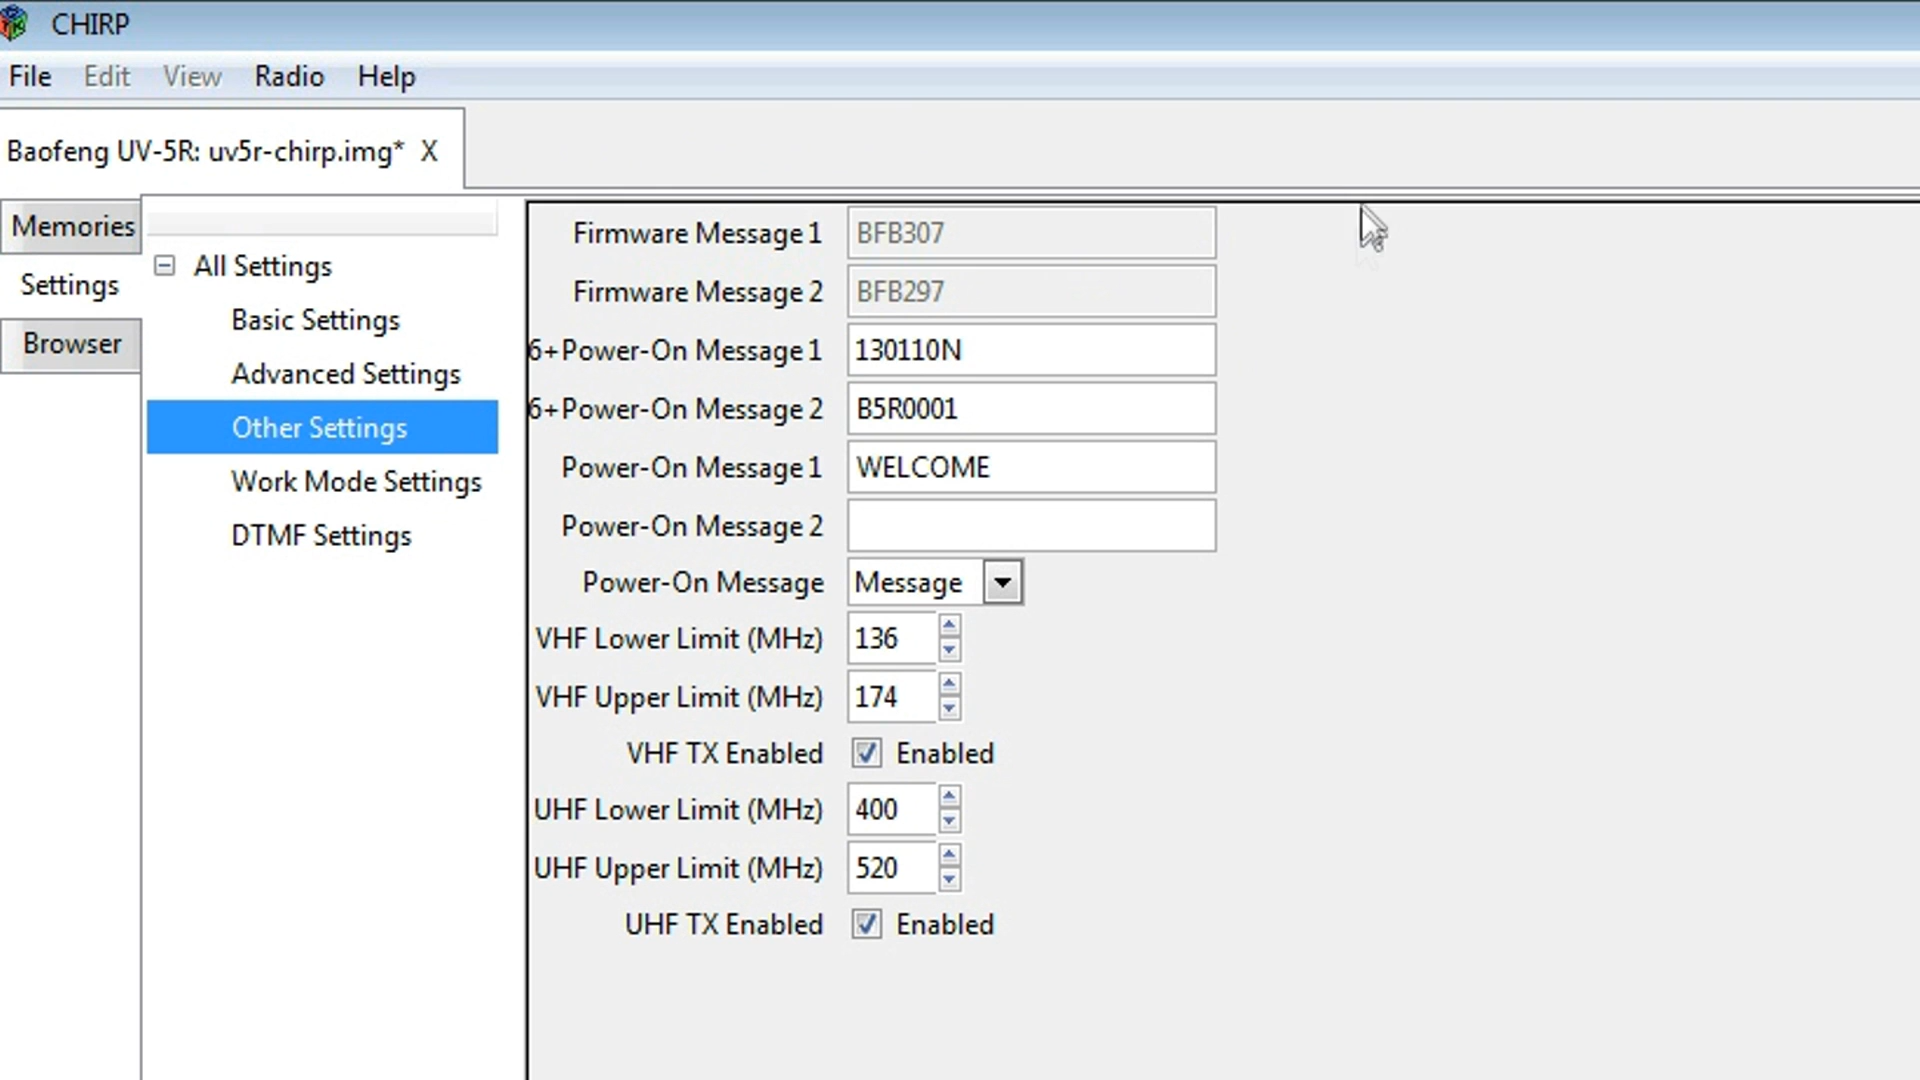 CHIRP
File Edit View Radio Help
Baofeng UV-5R: uv5r-chirp.img* X
Memories
Settings
Browser
All Settings
Basic Settings
Advanced Settings
Other Settings
Work Mode Settings
DTMF Settings
Firmware Message 1 BFB307
Firmware Message 2 BFB297
6+Power-On Message 1 130110N
6+Power-On Message 2 B5R0001
Power-On Message 1 WELCOME
Power-On Message 2
Power-On Message Message
VHF Lower Limit (MHz) 136
VHF Upper Limit (MHz) 174
VHF TX Enabled Enabled
UHF Lower Limit (MHz) 400
UHF Upper Limit (MHz) 520
UHF TX Enabled Enabled